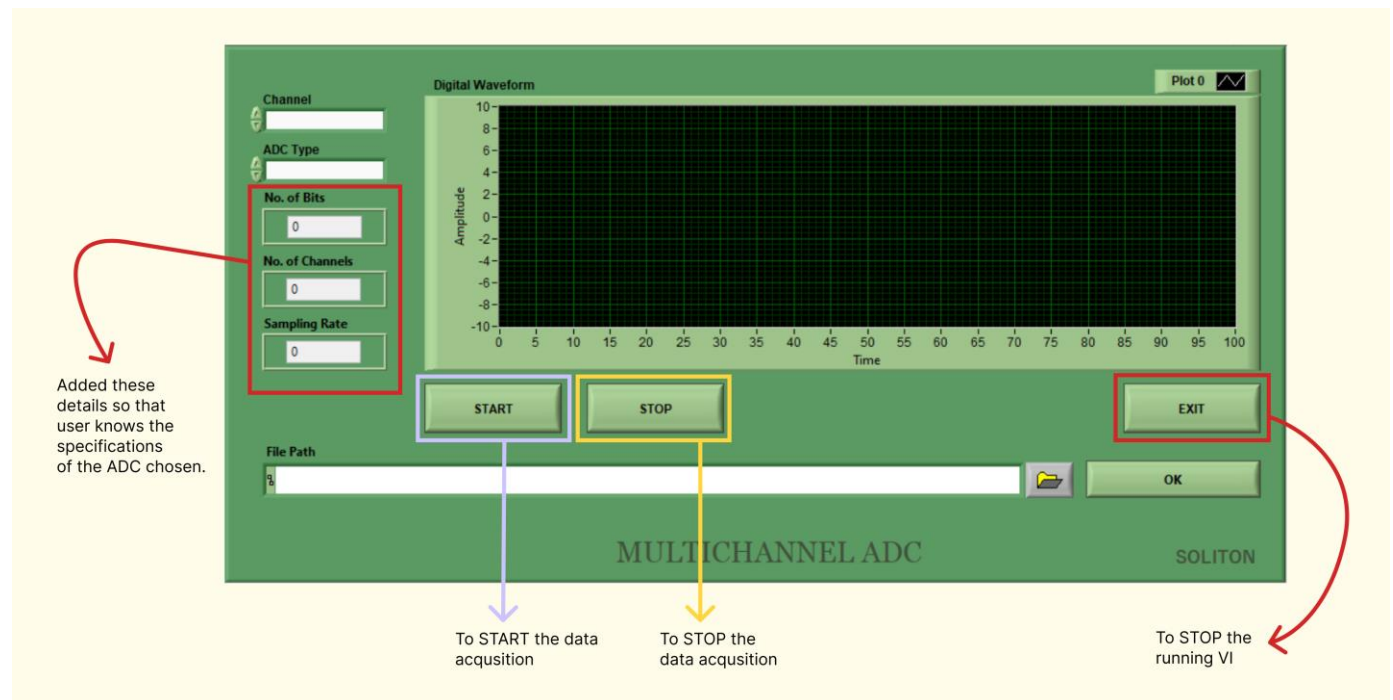 Channel
ADC Type
No. of Bits
0
No. of Channels
0
Sampling Rate
0
Digital Waveform
Plot 0
Amplitude
10
8
6
4
2
0
-2
-4
-6
-8
-10
0 5 10 15 20 25 30 35 40 45 50 55 60 65 70 75 80 85 90 95 100
Time
START
STOP
EXIT
File Path
OK
MULTICHANNEL ADC
SOLITON
Added these
details so that
user knows the
specifications
of the ADC chosen.
To START the data
acqusition
To STOP the
data acqusition
To STOP the
running VI